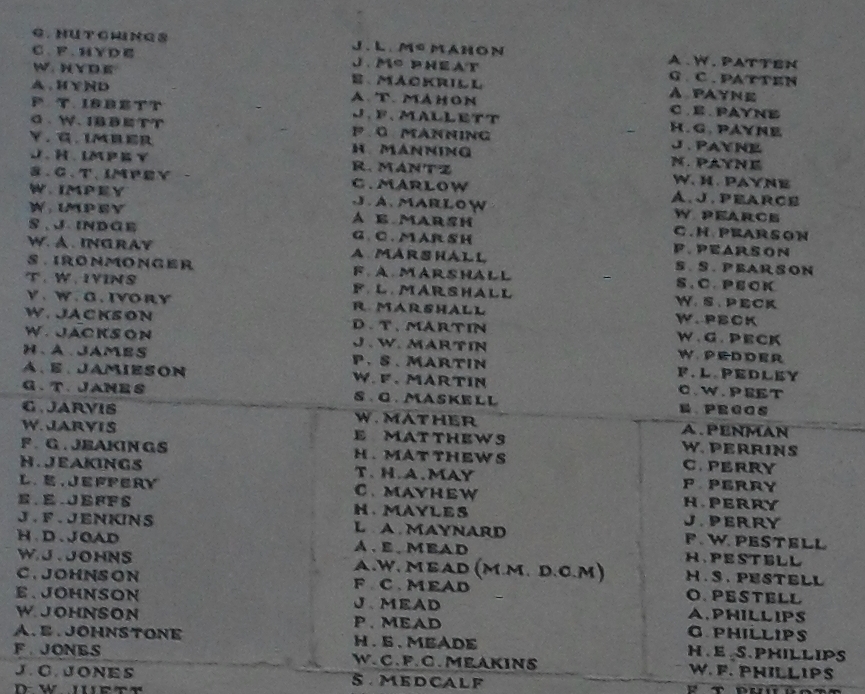 G. HUTCHINGS
C. F. HYDE
W. HYDE
A. HYND
F. T. IBBETT
G. W. IBBETT
V. G. IMBER
J. H. IMPEY
S. G. T. IMPEY
W. IMPEY
W. IMPEY
S. J. INDGE
W. A. INGRAY
S. IRONMONGER
T. W. IVINS
V. W. G. IVORY
W. JACKSON
W. JACKSON
H. A. JAMES
A. E. JAMIESON
G. T. JANES
G. JARVIS
W. JARVIS
F. G. JEAKINGS
H. JEAKINGS
L. E. JEFFERY
E. E. JEFFS
J. F. JENKINS
H. D. JOAD
W. J. JOHNS
C. JOHNSON
E. JOHNSON
W. JOHNSON
A. E. JOHNSTONE
F. JONES
J. C. JONES
D. W. JUETT
J. L. McMAHON
J. McPHEAT
E. MACKRILL
A. T. MAHON
J. F. MALLETT
F. G. MANNING
H. MANNING
R. MANTZ
C. MARLOW
J. A. MARLOW
A. E. MARSH
G. C. MARSH
A. MARSHALL
F. A. MARSHALL
F. L. MARSHALL
R. MARSHALL
D. T. MARTIN
J. W. MARTIN
P. S. MARTIN
W. F. MARTIN
S. G. MASKELL
W. MATHER
E. MATTHEWS
H. MATTHEWS
T. H. A. MAY
C. MAYHEW
H. MAYLES
L. A. MAYNARD
A. E. MEAD
A. W. MEAD (M.M. D.C.M)
F. C. MEAD
J. MEAD
P. MEAD
H. E. MEADE
W. C. F. C. MEAKINS
S. MEDCALF
A. W. PATTEN
G. C. PATTEN
A. PAYNE
C. E. PAYNE
H. G. PAYNE
J. PAYNE
N. PAYNE
W. H. PAYNE
A. J. PEARCE
W. PEARCE
C. H. PEARSON
F. PEARSON
S. S. PEARSON
S. C. PECK
W. S. PECK
W. PECK
W. G. PECK
W. PEDDER
F. L. PEDLEY
C. W. PEET
E. PEGGS
A. PENMAN
W. PERRINS
C. PERRY
F. PERRY
H. PERRY
J. PERRY
F. W. PESTELL
H. PESTELL
H. S. PESTELL
O. PESTELL
A. PHILLIPS
G. PHILLIPS
H. E. S. PHILLIPS
W. F. PHILLIPS
F. T. PHILPOTT